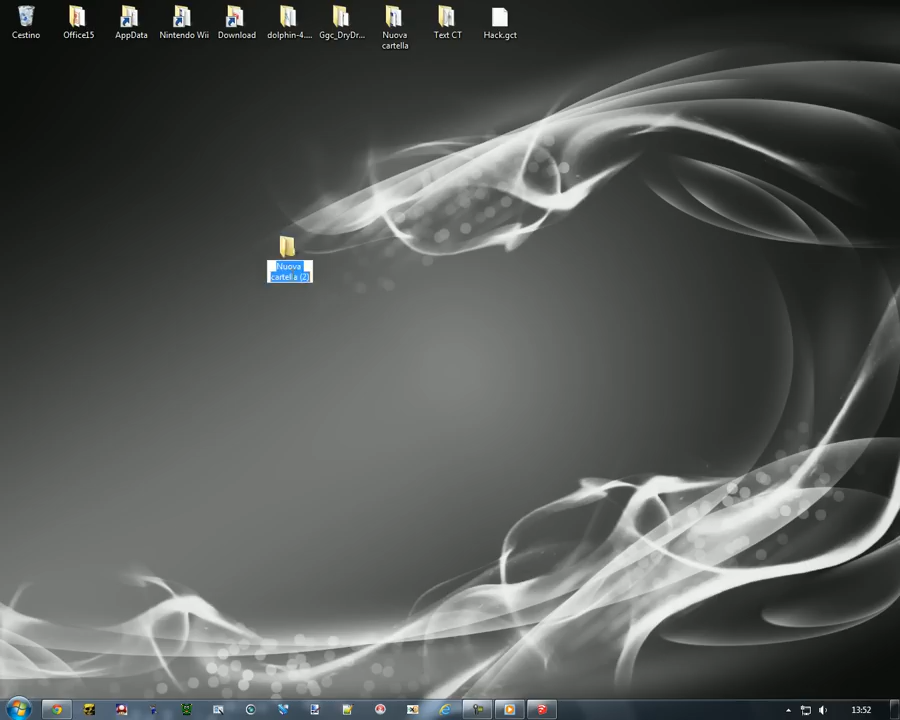 Cestino
Office15
AppData
Nintendo Wii
Download
dolphin-4....
Ggc_DryDr...
Nuova
cartella
Text CT
Hack.gct
Nuova
cartella (2)
13:52